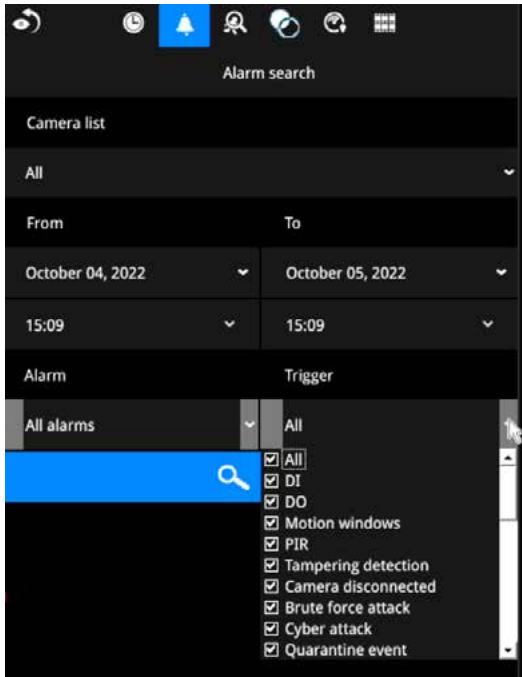 Alarm search
Camera list
All
From To
October 04, 2022 October 05, 2022
15:09 15:09
Alarm Trigger
All alarms All
All
DI
DO
Motion windows
PIR
Tampering detection
Camera disconnected
Brute force attack
Cyber attack
Quarantine event